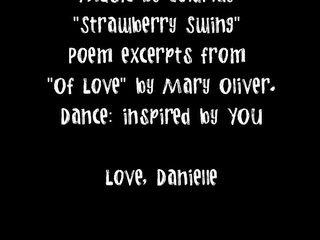 "Strawberry Swing"
Poem excerpts from
"Of Love" by Mary Oliver.
Dance: inspired by YOU
Love, Danielle